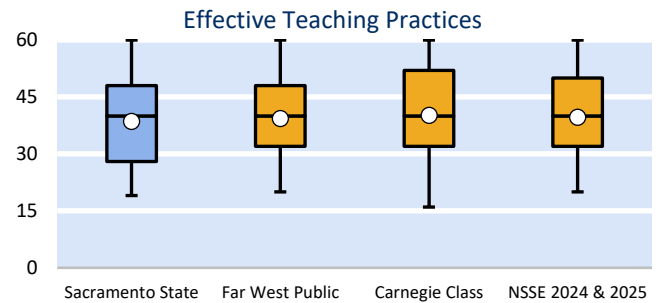 Effective Teaching Practices
60
45
30
15
0
Sacramento State Far West Public Carnegie Class NSSE 2024 & 2025